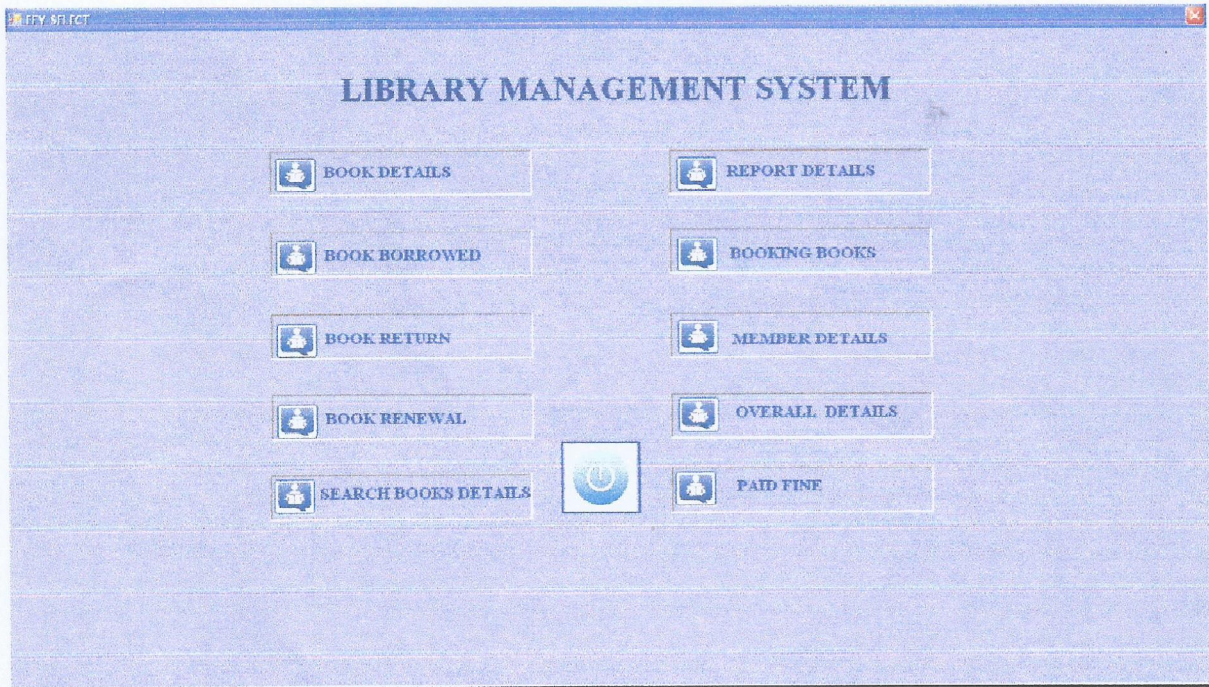 LIBRARY MANAGEMENT SYSTEM
BOOK DETAILS
BOOK BORROWED
BOOK RETURN
BOOK RENEWAL
SEARCH BOOKS DETAILS
REPORT DETAILS
BOOKING BOOKS
MEMBER DETAILS
OVERALL DETAILS
PAID FINE